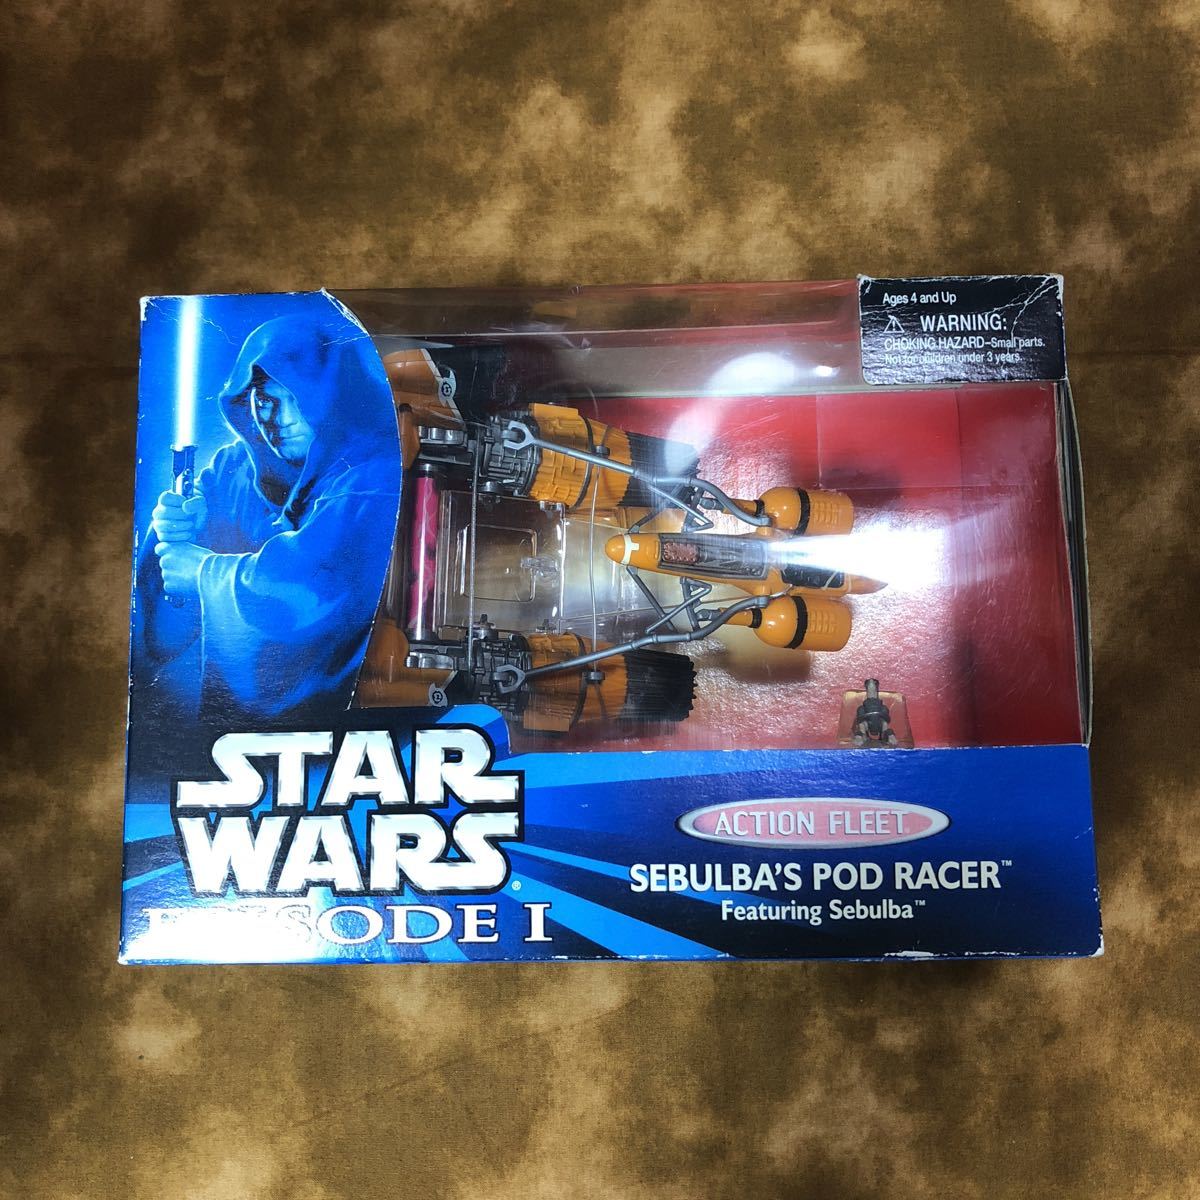 Ages 4 and Up
⚠ WARNING:
CHOKING HAZARD–Small parts.
Not for children under 3 years.
STAR
WARS®
EPISODE I
ACTION FLEET®
SEBULBA'S POD RACER™
Featuring Sebulba™